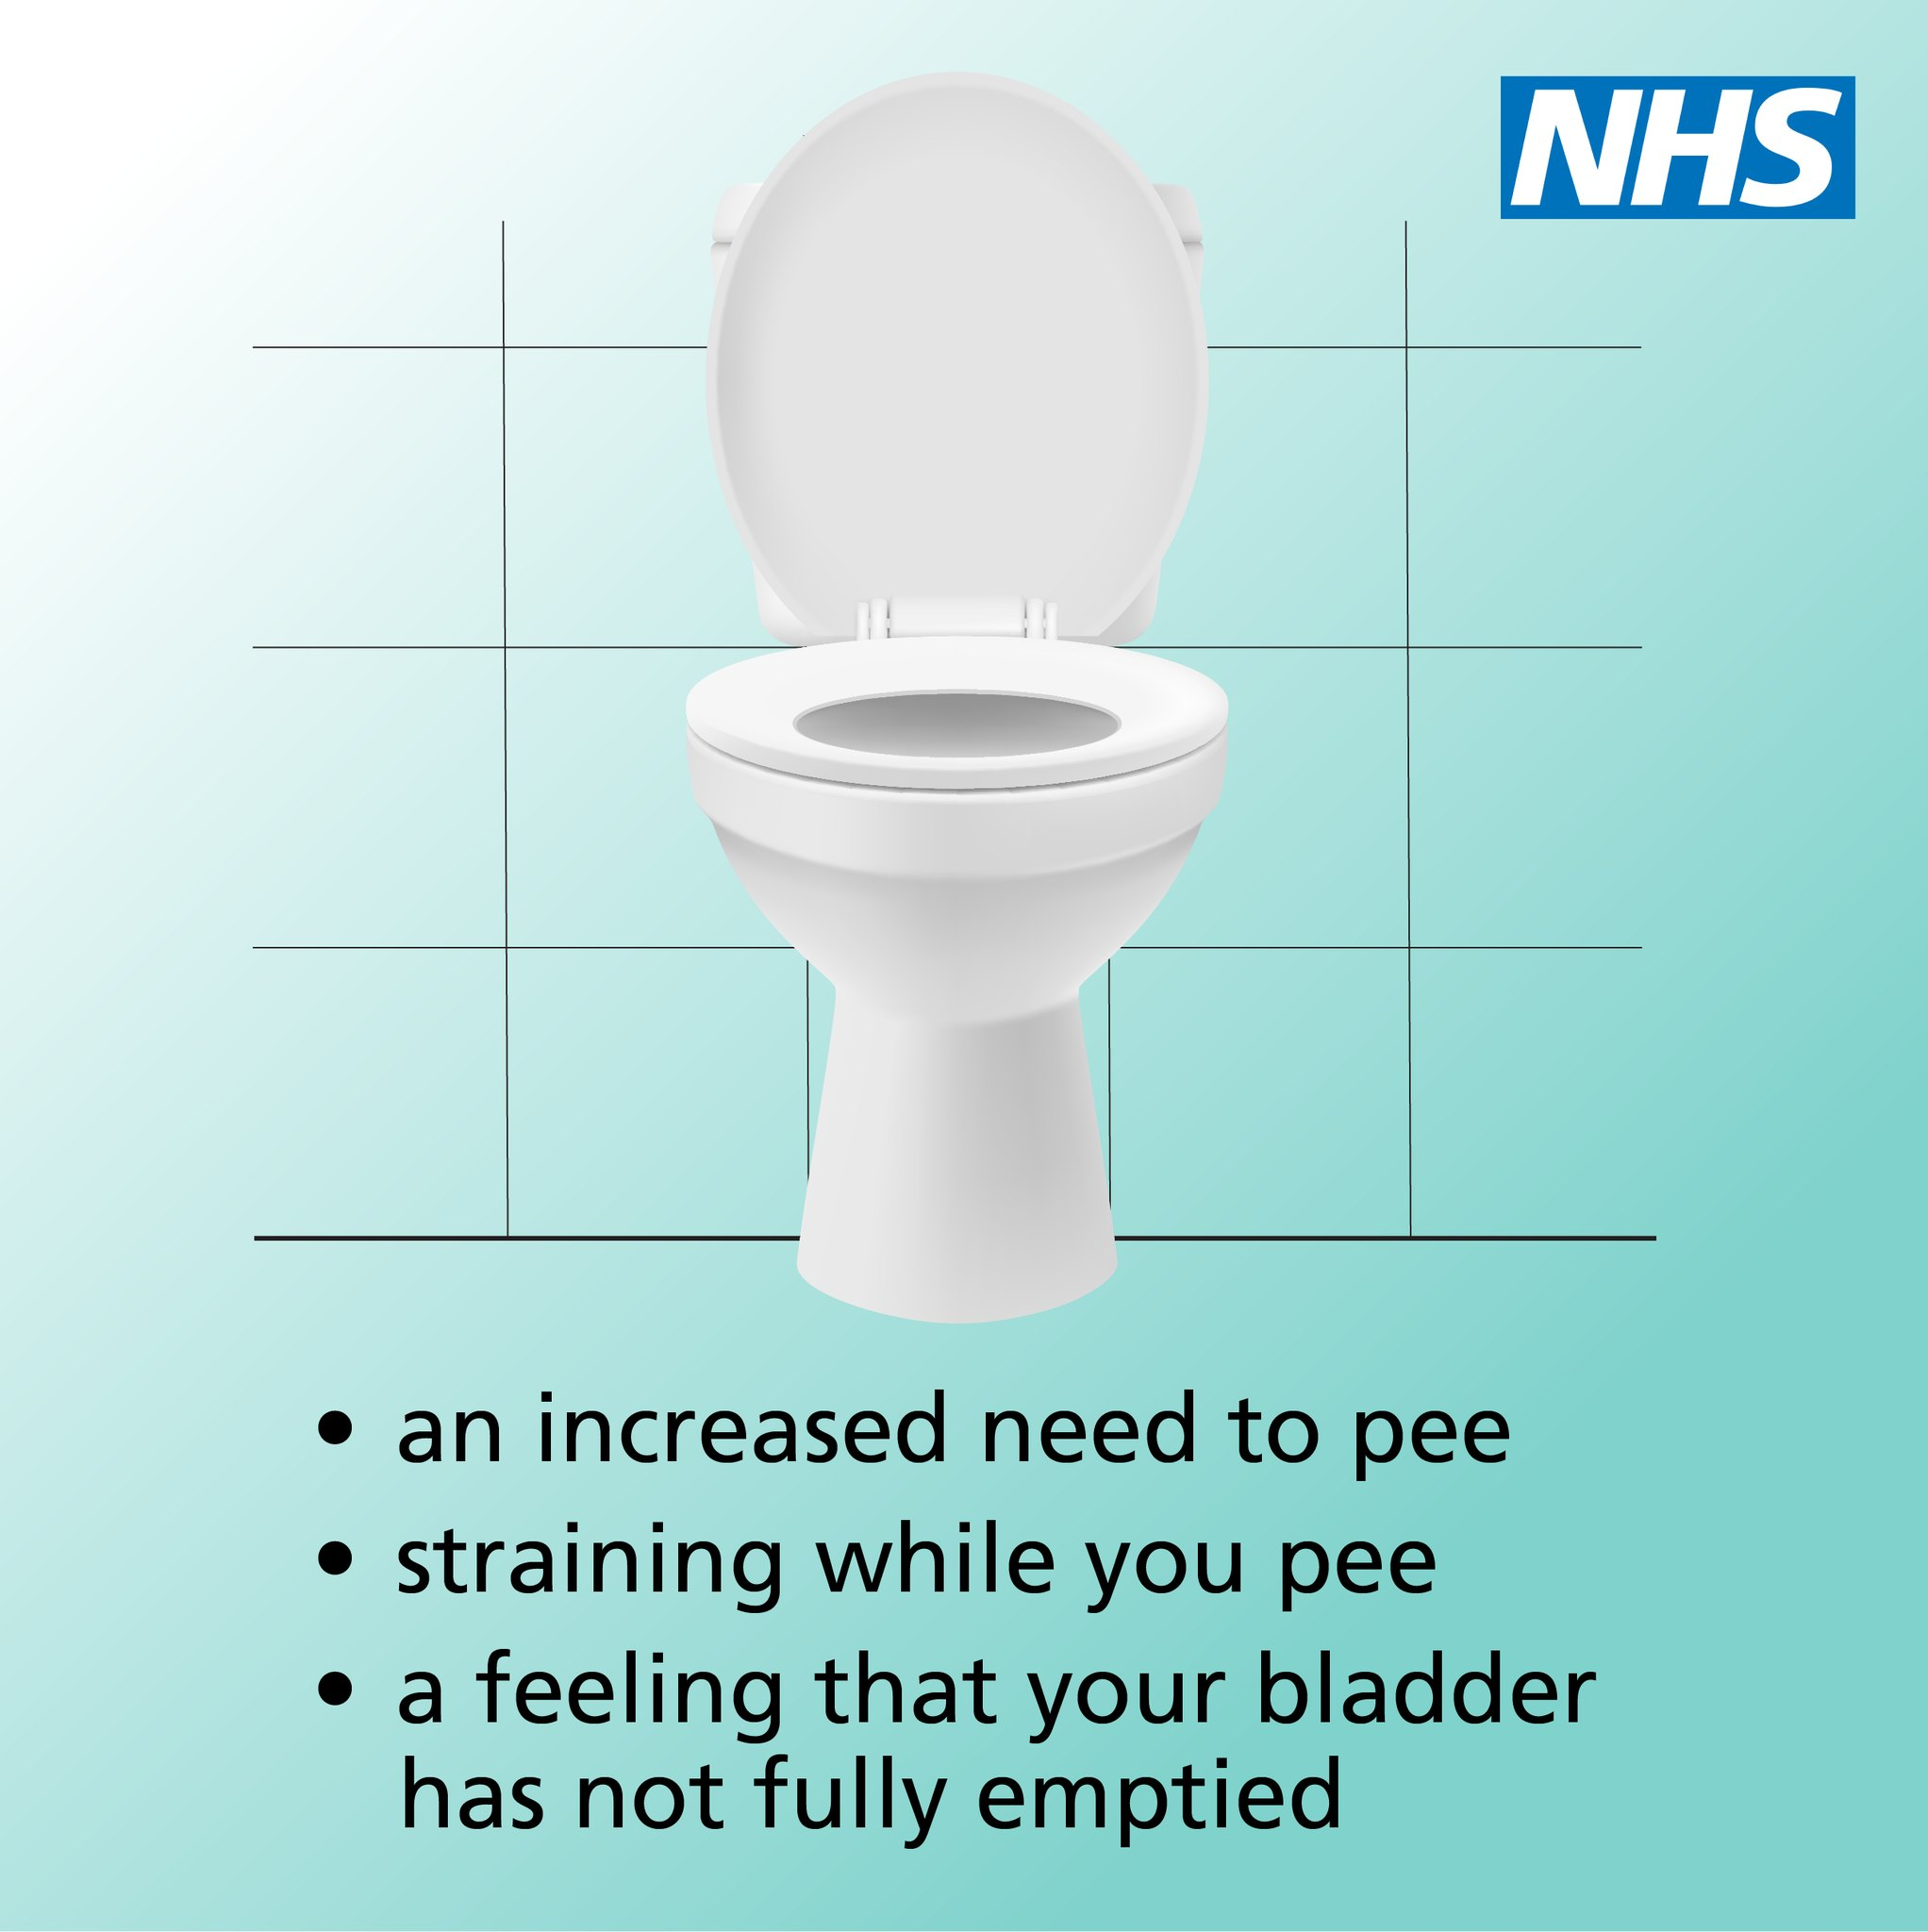 NHS
• an increased need to pee
• straining while you pee
• a feeling that your bladder
has not fully emptied